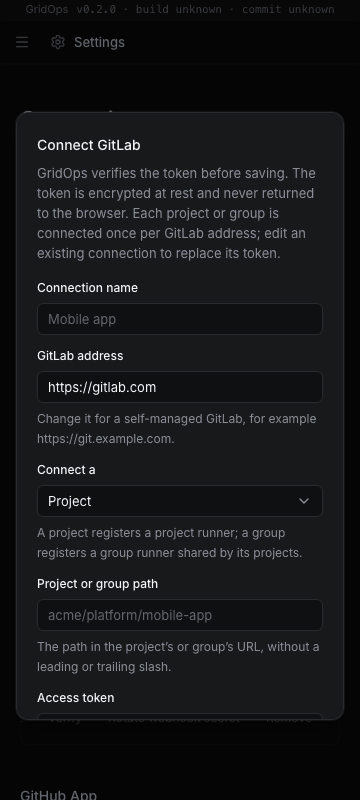 GridOps v0.2.0 · build unknown · commit unknown
Settings
Connect GitLab
GridOps verifies the token before saving. The
token is encrypted at rest and never returned
to the browser. Each project or group is
connected once per GitLab address; edit an
existing connection to replace its token.
Connection name
Mobile app
GitLab address
https://gitlab.com
Change it for a self-managed GitLab, for example
https://git.example.com.
Connect a
Project
A project registers a project runner; a group
registers a group runner shared by its projects.
Project or group path
acme/platform/mobile-app
The path in the project’s or group’s URL, without a
leading or trailing slash.
Access token
GitHub App